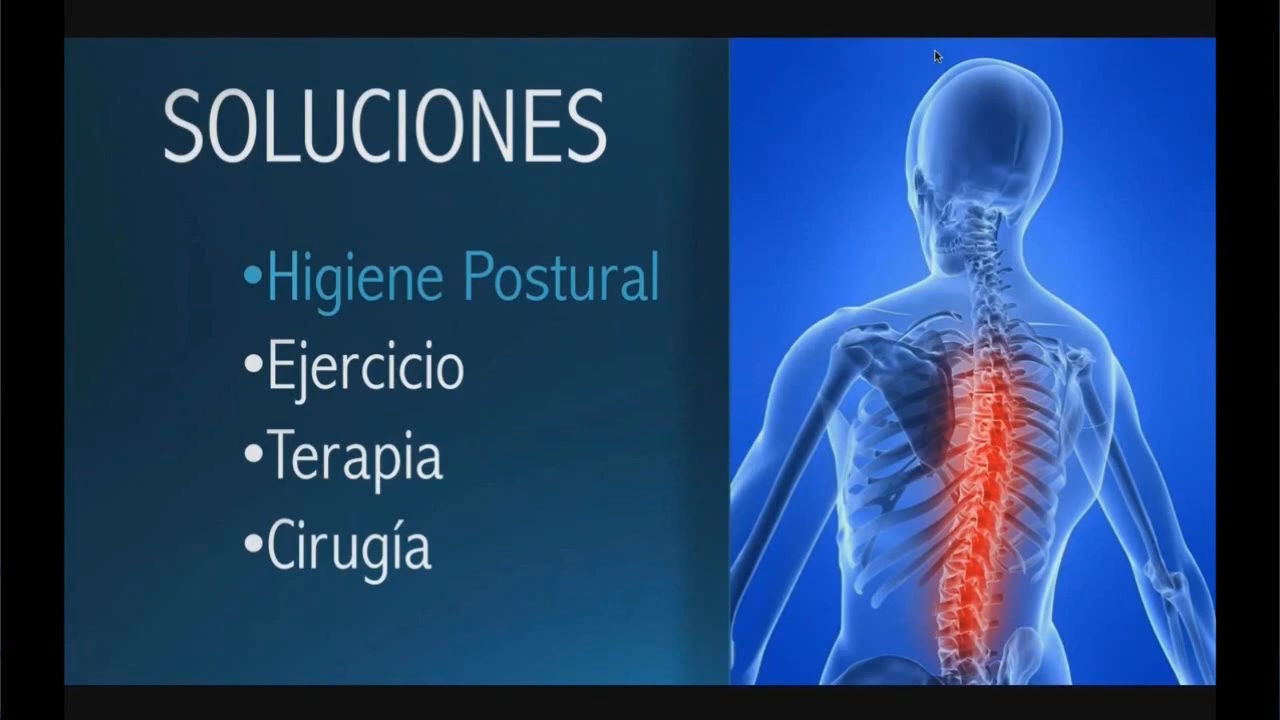 SOLUCIONES
•Higiene Postural
•Ejercicio
•Terapia
•Cirugía